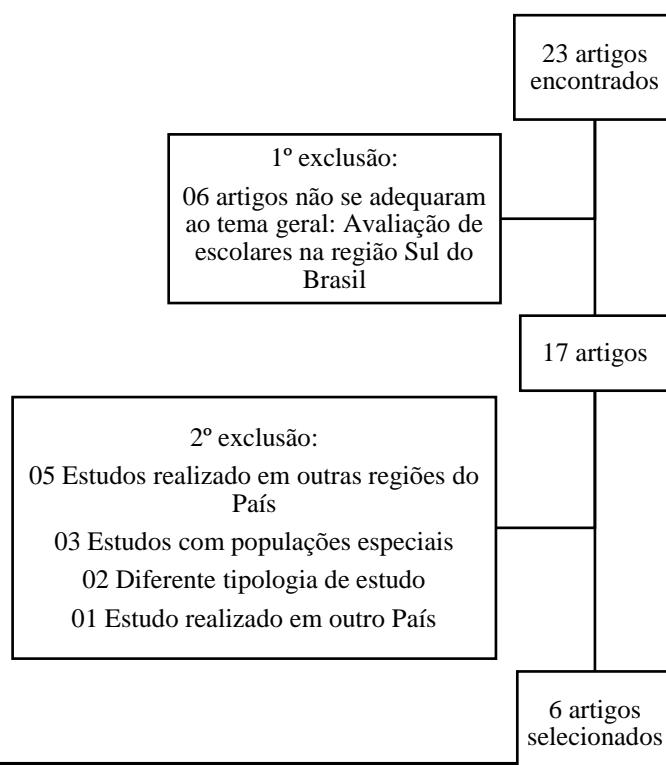 23 artigos
encontrados
1º exclusão:
06 artigos não se adequaram
ao tema geral: Avaliação de
escolares na região Sul do
Brasil
17 artigos
2º exclusão:
05 Estudos realizado em outras regiões do
País
03 Estudos com populações especiais
02 Diferente tipologia de estudo
01 Estudo realizado em outro País
6 artigos
selecionados